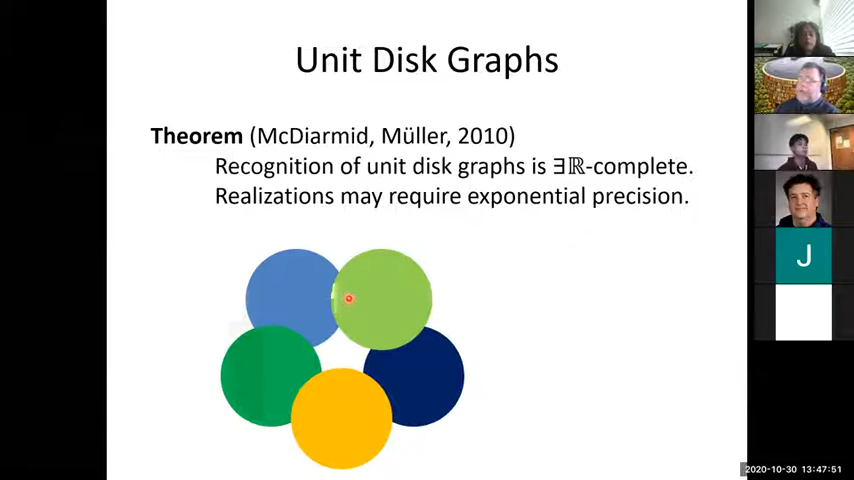 Unit Disk Graphs
Theorem (McDiarmid, Müller, 2010)
Recognition of unit disk graphs is ∃ℝ-complete.
Realizations may require exponential precision.
J
2020-10-30 13:47:51